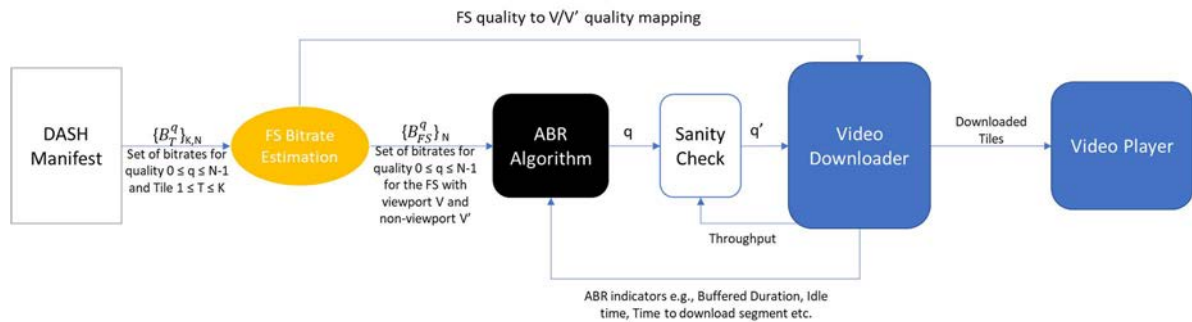 FS quality to V/V' quality mapping
DASH
Manifest
{B_T^q}_{K,N}
Set of bitrates for
quality 0 ≤ q ≤ N-1
and Tile 1 ≤ T ≤ K
FS Bitrate
Estimation
{B_{FS}^q}_N
Set of bitrates for
quality 0 ≤ q ≤ N-1
for the FS with
viewport V and
non-viewport V'
ABR
Algorithm
q
Sanity
Check
q'
Video
Downloader
Downloaded
Tiles
Video Player
Throughput
ABR indicators e.g., Buffered Duration, Idle
time, Time to download segment etc.